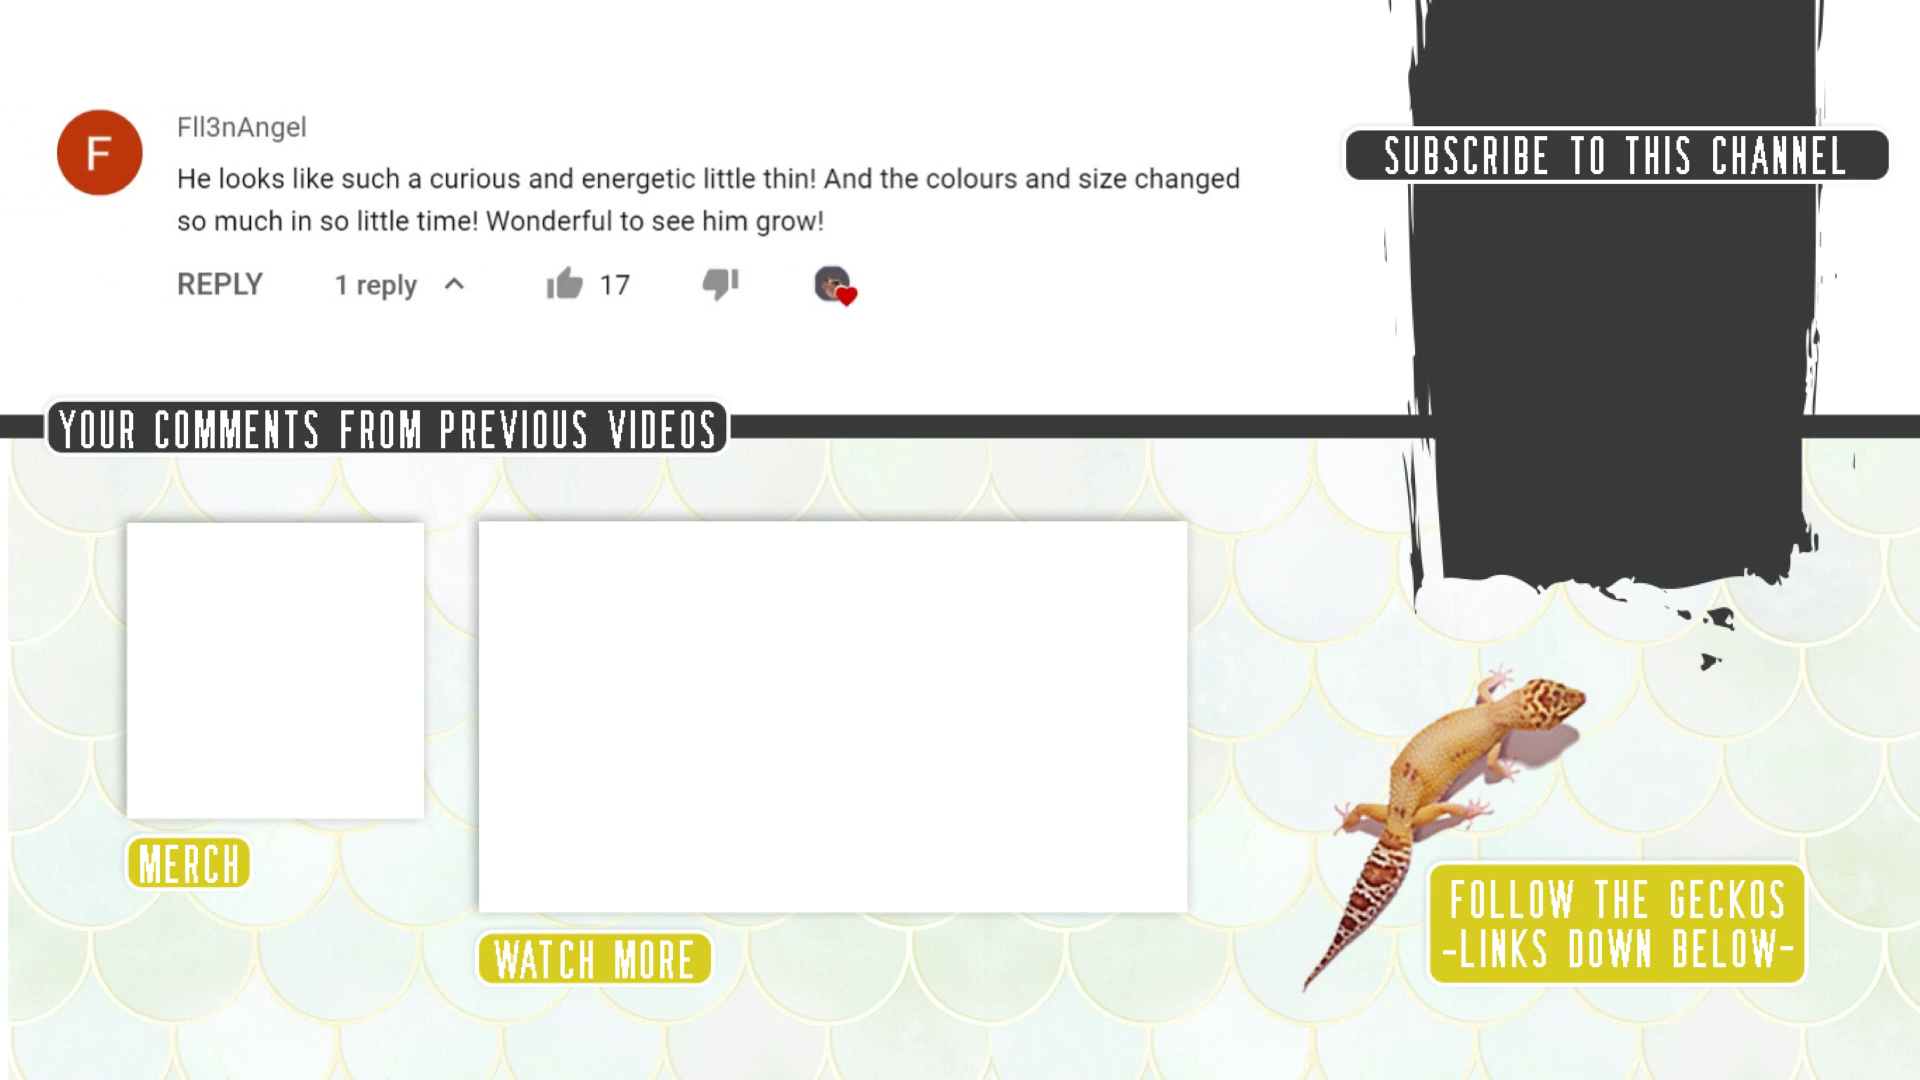 F
Fll3nAngel
He looks like such a curious and energetic little thin! And the colours and size changed
so much in so little time! Wonderful to see him grow!
REPLY 1 reply 17
SUBSCRIBE TO THIS CHANNEL
YOUR COMMENTS FROM PREVIOUS VIDEOS
MERCH
WATCH MORE
FOLLOW THE GECKOS
-LINKS DOWN BELOW-